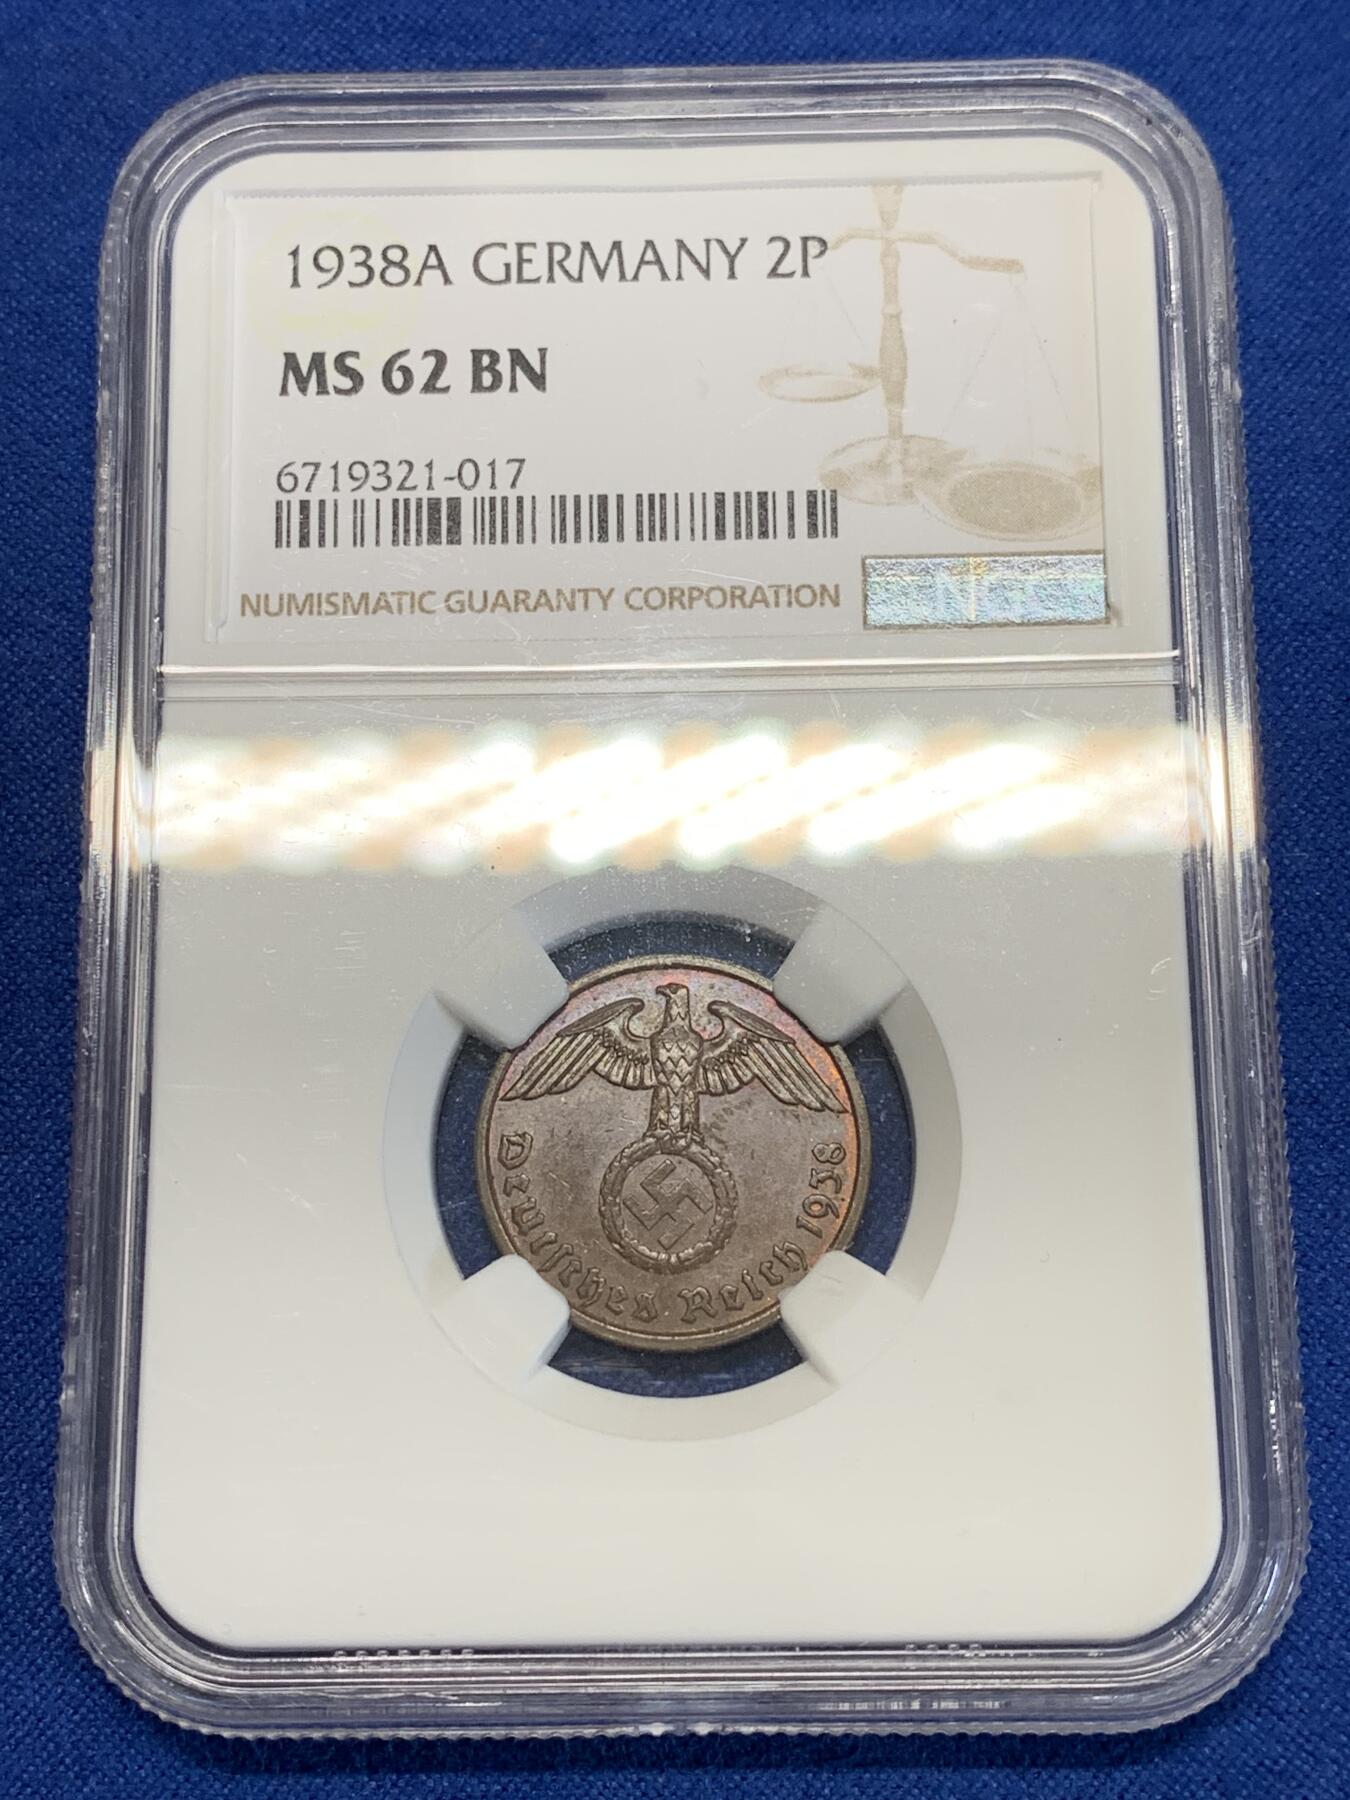 1938A GERMANY 2P
MS 62 BN
6719321-017
NUMISMATIC GUARANTY CORPORATION
Deutsches Reich 1938